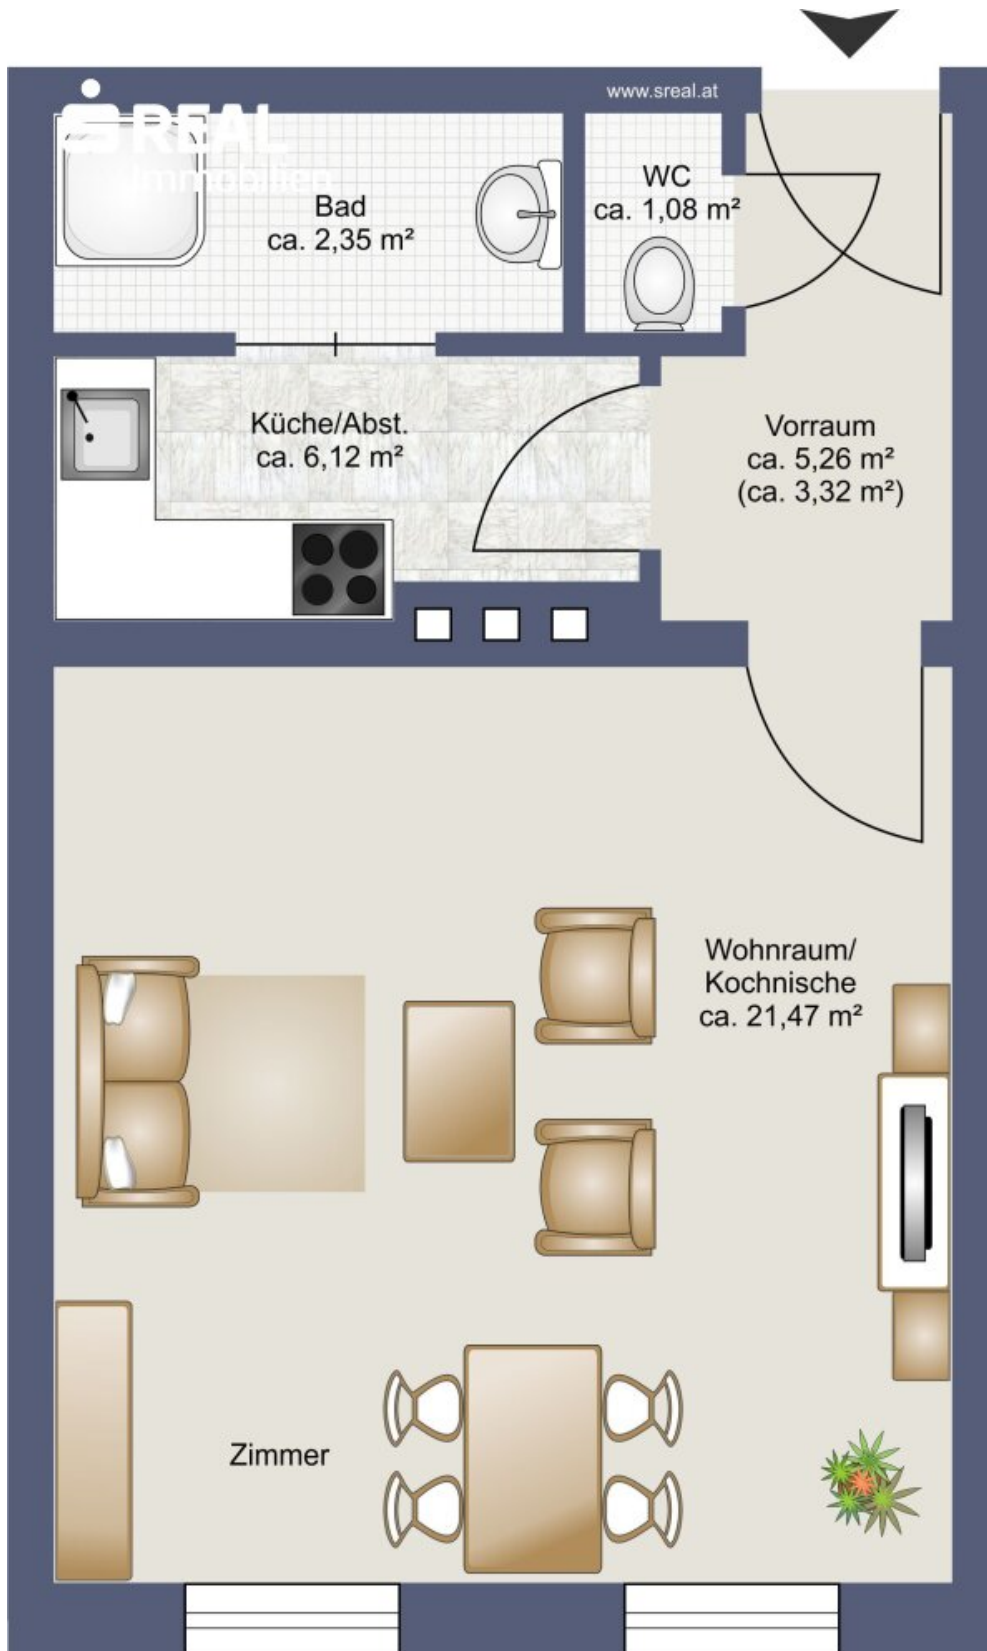 www.sreal.at
S REAL
Immobilien
Bad
ca. 2,35 m²
WC
ca. 1,08 m²
Küche/Abst.
ca. 6,12 m²
Vorraum
ca. 5,26 m²
(ca. 3,32 m²)
Wohnraum/
Kochnische
ca. 21,47 m²
Zimmer